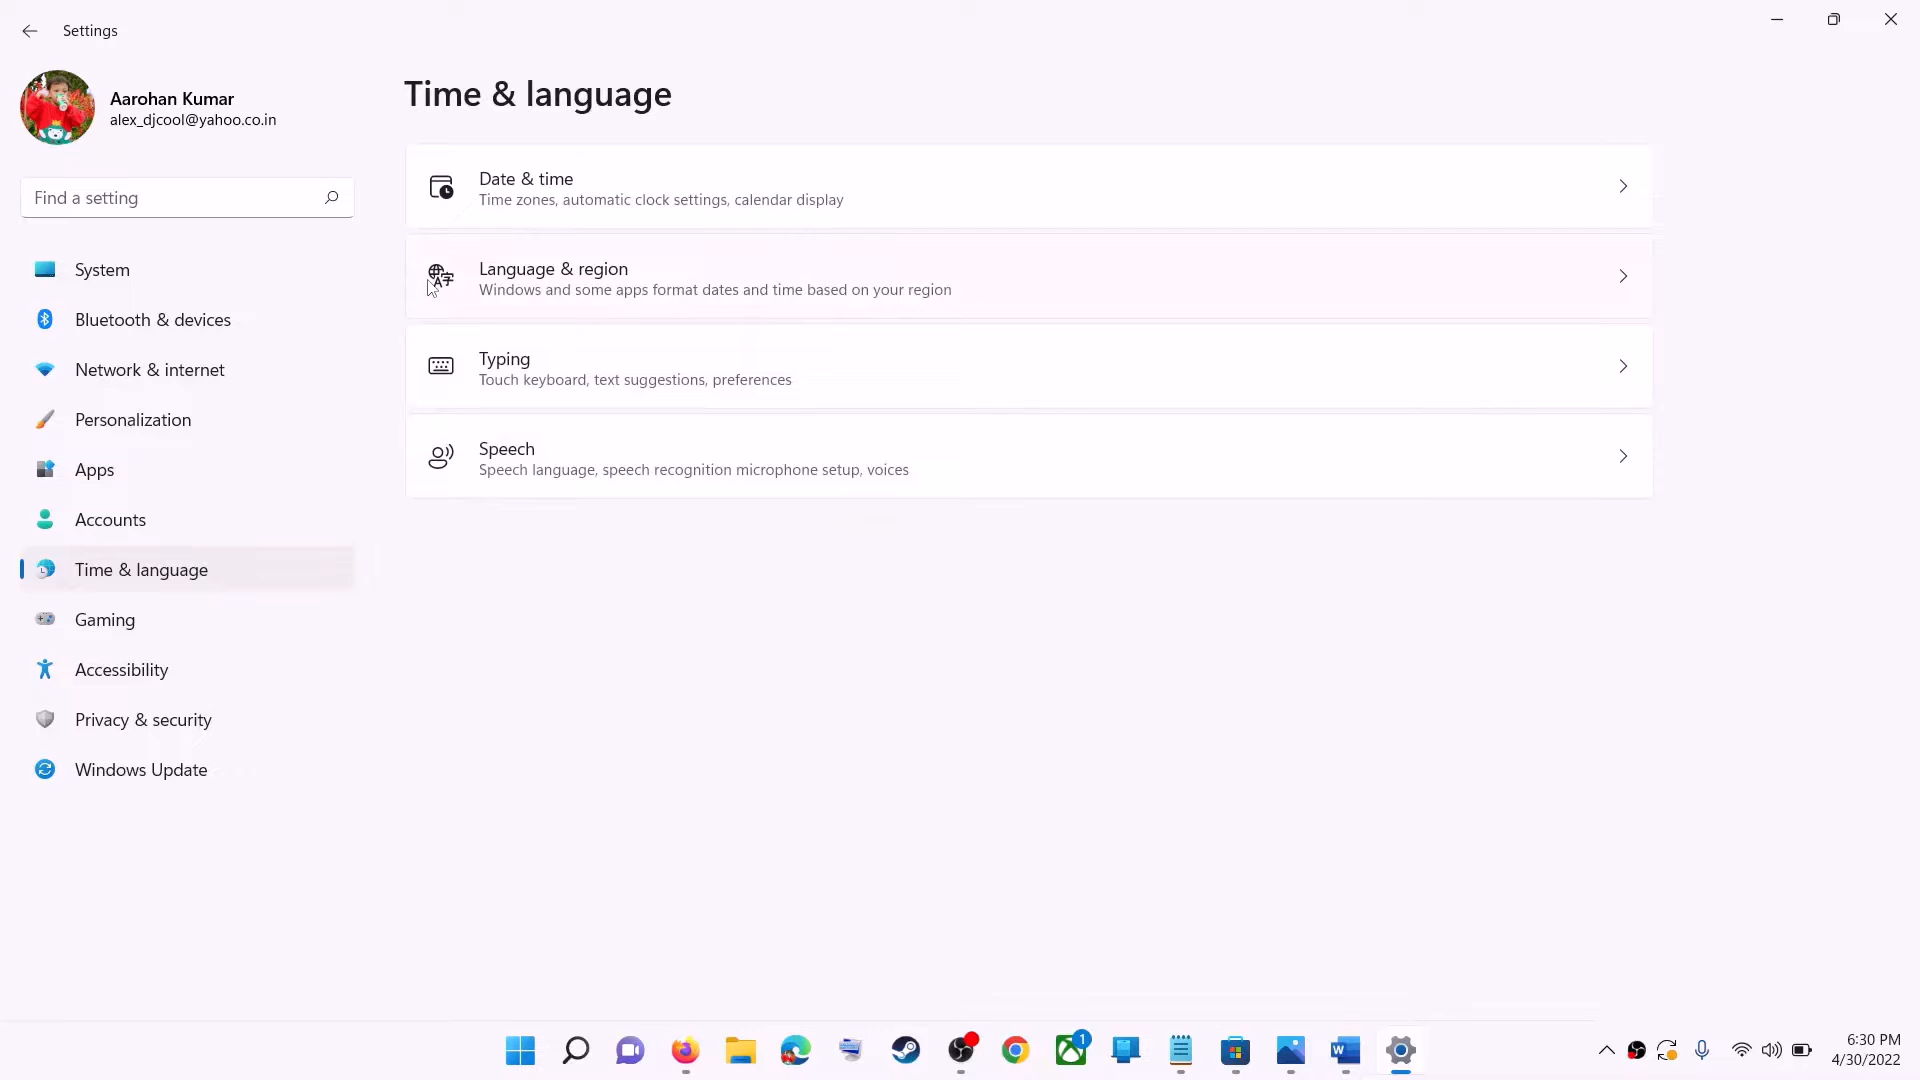 Settings
Aarohan Kumar
alex_djcool@yahoo.co.in
Find a setting
System
Bluetooth & devices
Network & internet
Personalization
Apps
Accounts
Time & language
Gaming
Accessibility
Privacy & security
Windows Update
Time & language
Date & time
Time zones, automatic clock settings, calendar display
Language & region
Windows and some apps format dates and time based on your region
Typing
Touch keyboard, text suggestions, preferences
Speech
Speech language, speech recognition microphone setup, voices
1
6:30 PM
4/30/2022